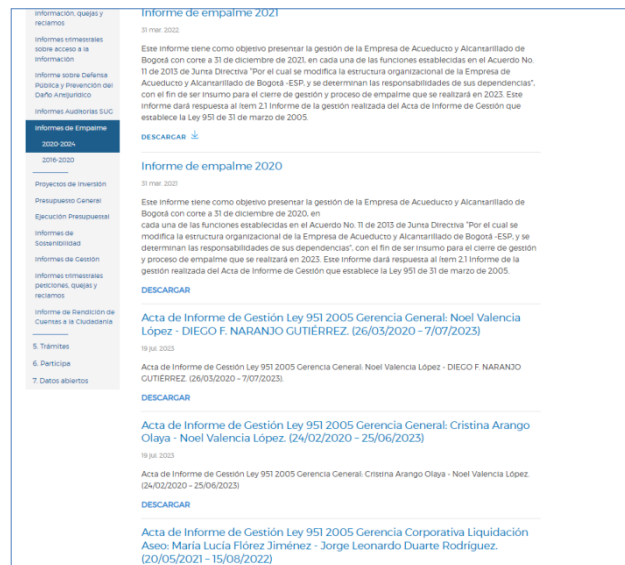 información, quejas y
reclamos
Informes trimestrales
sobre acceso a la
información
Informe sobre Defensa
Pública y Prevención del
Daño Antijurídico
Informes Auditorías SUG
Informes de Empalme
2020-2024
2016-2020
Proyectos de Inversión
Presupuesto General
Ejecución Presupuestal
Informes de
Sostenibilidad
Informes de Gestión
Informes trimestrales
peticiones, quejas y
reclamos
Informe de Rendición de
Cuentas a la Ciudadanía
5. Trámites
6. Participa
7. Datos abiertos
Informe de empalme 2021
31 mar. 2022
Este informe tiene como objetivo presentar la gestión de la Empresa de Acueducto y Alcantarillado de
Bogotá con corte a 31 de diciembre de 2021, en cada una de las funciones establecidas en el Acuerdo No.
11 de 2013 de Junta Directiva "Por el cual se modifica la estructura organizacional de la Empresa de
Acueducto y Alcantarillado de Bogotá -ESP, y se determinan las responsabilidades de sus dependencias",
con el fin de ser insumo para el cierre de gestión y proceso de empalme que se realizará en 2023. Este
informe dará respuesta al ítem 2.1 Informe de la gestión realizada del Acta de Informe de Gestión que
establece la Ley 951 de 31 de marzo de 2005.
DESCARGAR
Informe de empalme 2020
31 mar. 2021
Este informe tiene como objetivo presentar la gestión de la Empresa de Acueducto y Alcantarillado de
Bogotá con corte a 31 de diciembre de 2020, en
cada una de las funciones establecidas en el Acuerdo No. 11 de 2013 de Junta Directiva "Por el cual se
modifica la estructura organizacional de la Empresa de Acueducto y Alcantarillado de Bogotá -ESP, y se
determinan las responsabilidades de sus dependencias", con el fin de ser insumo para el cierre de gestión
y proceso de empalme que se realizará en 2023. Este informe dará respuesta al ítem 2.1 Informe de la
gestión realizada del Acta de Informe de Gestión que establece la Ley 951 de 31 de marzo de 2005.
DESCARGAR
Acta de Informe de Gestión Ley 951 2005 Gerencia General: Noel Valencia
López - DIEGO F. NARANJO GUTIÉRREZ. (26/03/2020 – 7/07/2023)
19 jul. 2023
Acta de Informe de Gestión Ley 951 2005 Gerencia General: Noel Valencia López - DIEGO F. NARANJO
GUTIÉRREZ. (26/03/2020 – 7/07/2023).
DESCARGAR
Acta de Informe de Gestión Ley 951 2005 Gerencia General: Cristina Arango
Olaya - Noel Valencia López. (24/02/2020 – 25/06/2023)
19 jul. 2023
Acta de Informe de Gestión Ley 951 2005 Gerencia General: Cristina Arango Olaya - Noel Valencia López.
(24/02/2020 – 25/06/2023)
DESCARGAR
Acta de Informe de Gestión Ley 951 2005 Gerencia Corporativa Liquidación
Aseo: María Lucía Flórez Jiménez - Jorge Leonardo Duarte Rodríguez.
(20/05/2021 – 15/08/2022)